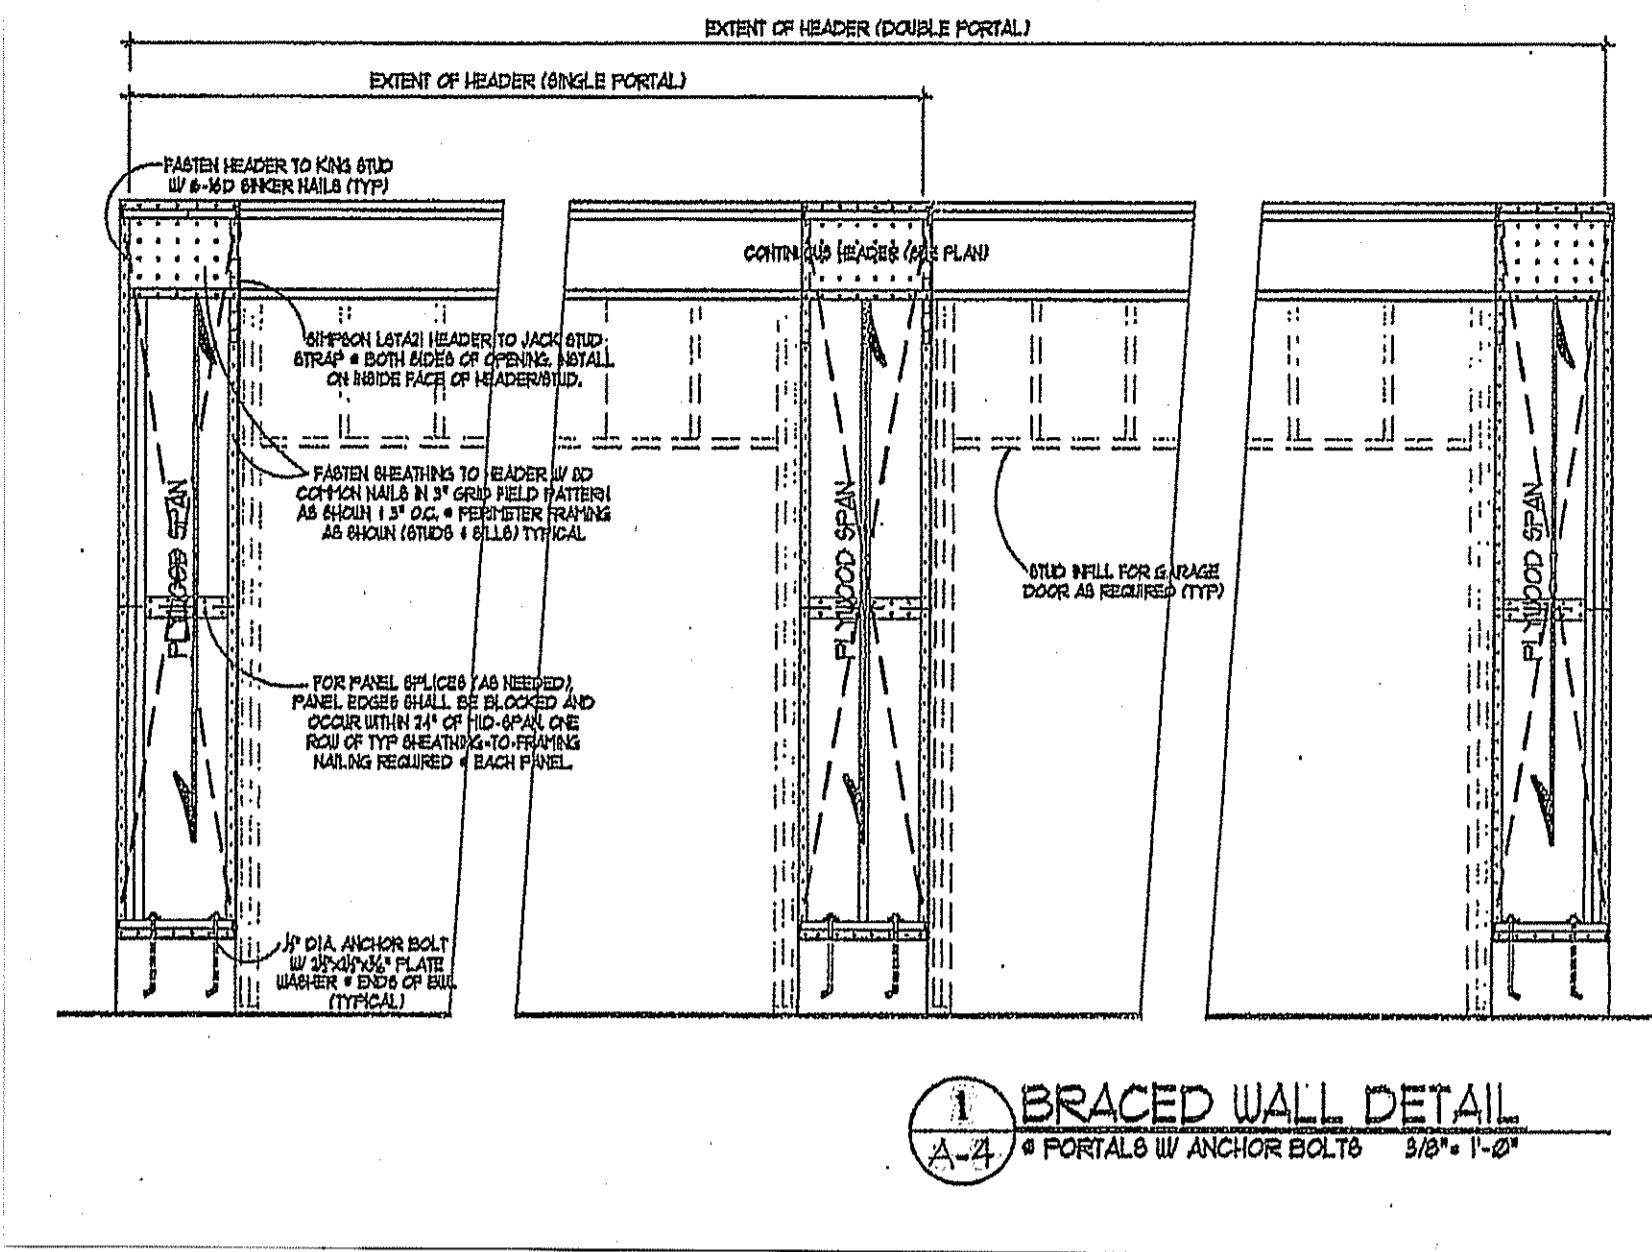 EXTENT OF HEADER (DOUBLE PORTAL)
EXTENT OF HEADER (SINGLE PORTAL)
FASTEN HEADER TO KING STUD
W/ 6-16D SINKER NAILS (TYP)
CONTINUOUS HEADER (SEE PLAN)
SIMPSON LSTA21 HEADER TO JACK STUD
STRAP @ BOTH SIDES OF OPENING. INSTALL
ON INSIDE FACE OF HEADER/STUD.
FASTEN SHEATHING TO HEADER W/ 8D
COMMON NAILS IN 3" GRID FIELD PATTERN
AS SHOWN & 3" O.C. @ PERIMETER FRAMING
AS SHOWN (STUDS & SILLS) TYPICAL
PLYWOOD SPAN
PLYWOOD SPAN
PLYWOOD SPAN
STUD INFILL FOR GARAGE
DOOR AS REQUIRED (TYP)
FOR PANEL SPLICES (AS NEEDED),
PANEL EDGES SHALL BE BLOCKED AND
OCCUR WITHIN 24" OF MID-SPAN. ONE
ROW OF TYP SHEATHING-TO-FRAMING
NAILING REQUIRED @ EACH PANEL.
DIA. ANCHOR BOLT
W/ PLATE
WASHER @ ENDS OF SILL
(TYPICAL)
1
A-4
BRACED WALL DETAIL
@ PORTALS W/ ANCHOR BOLTS 3/8" = 1'-0"